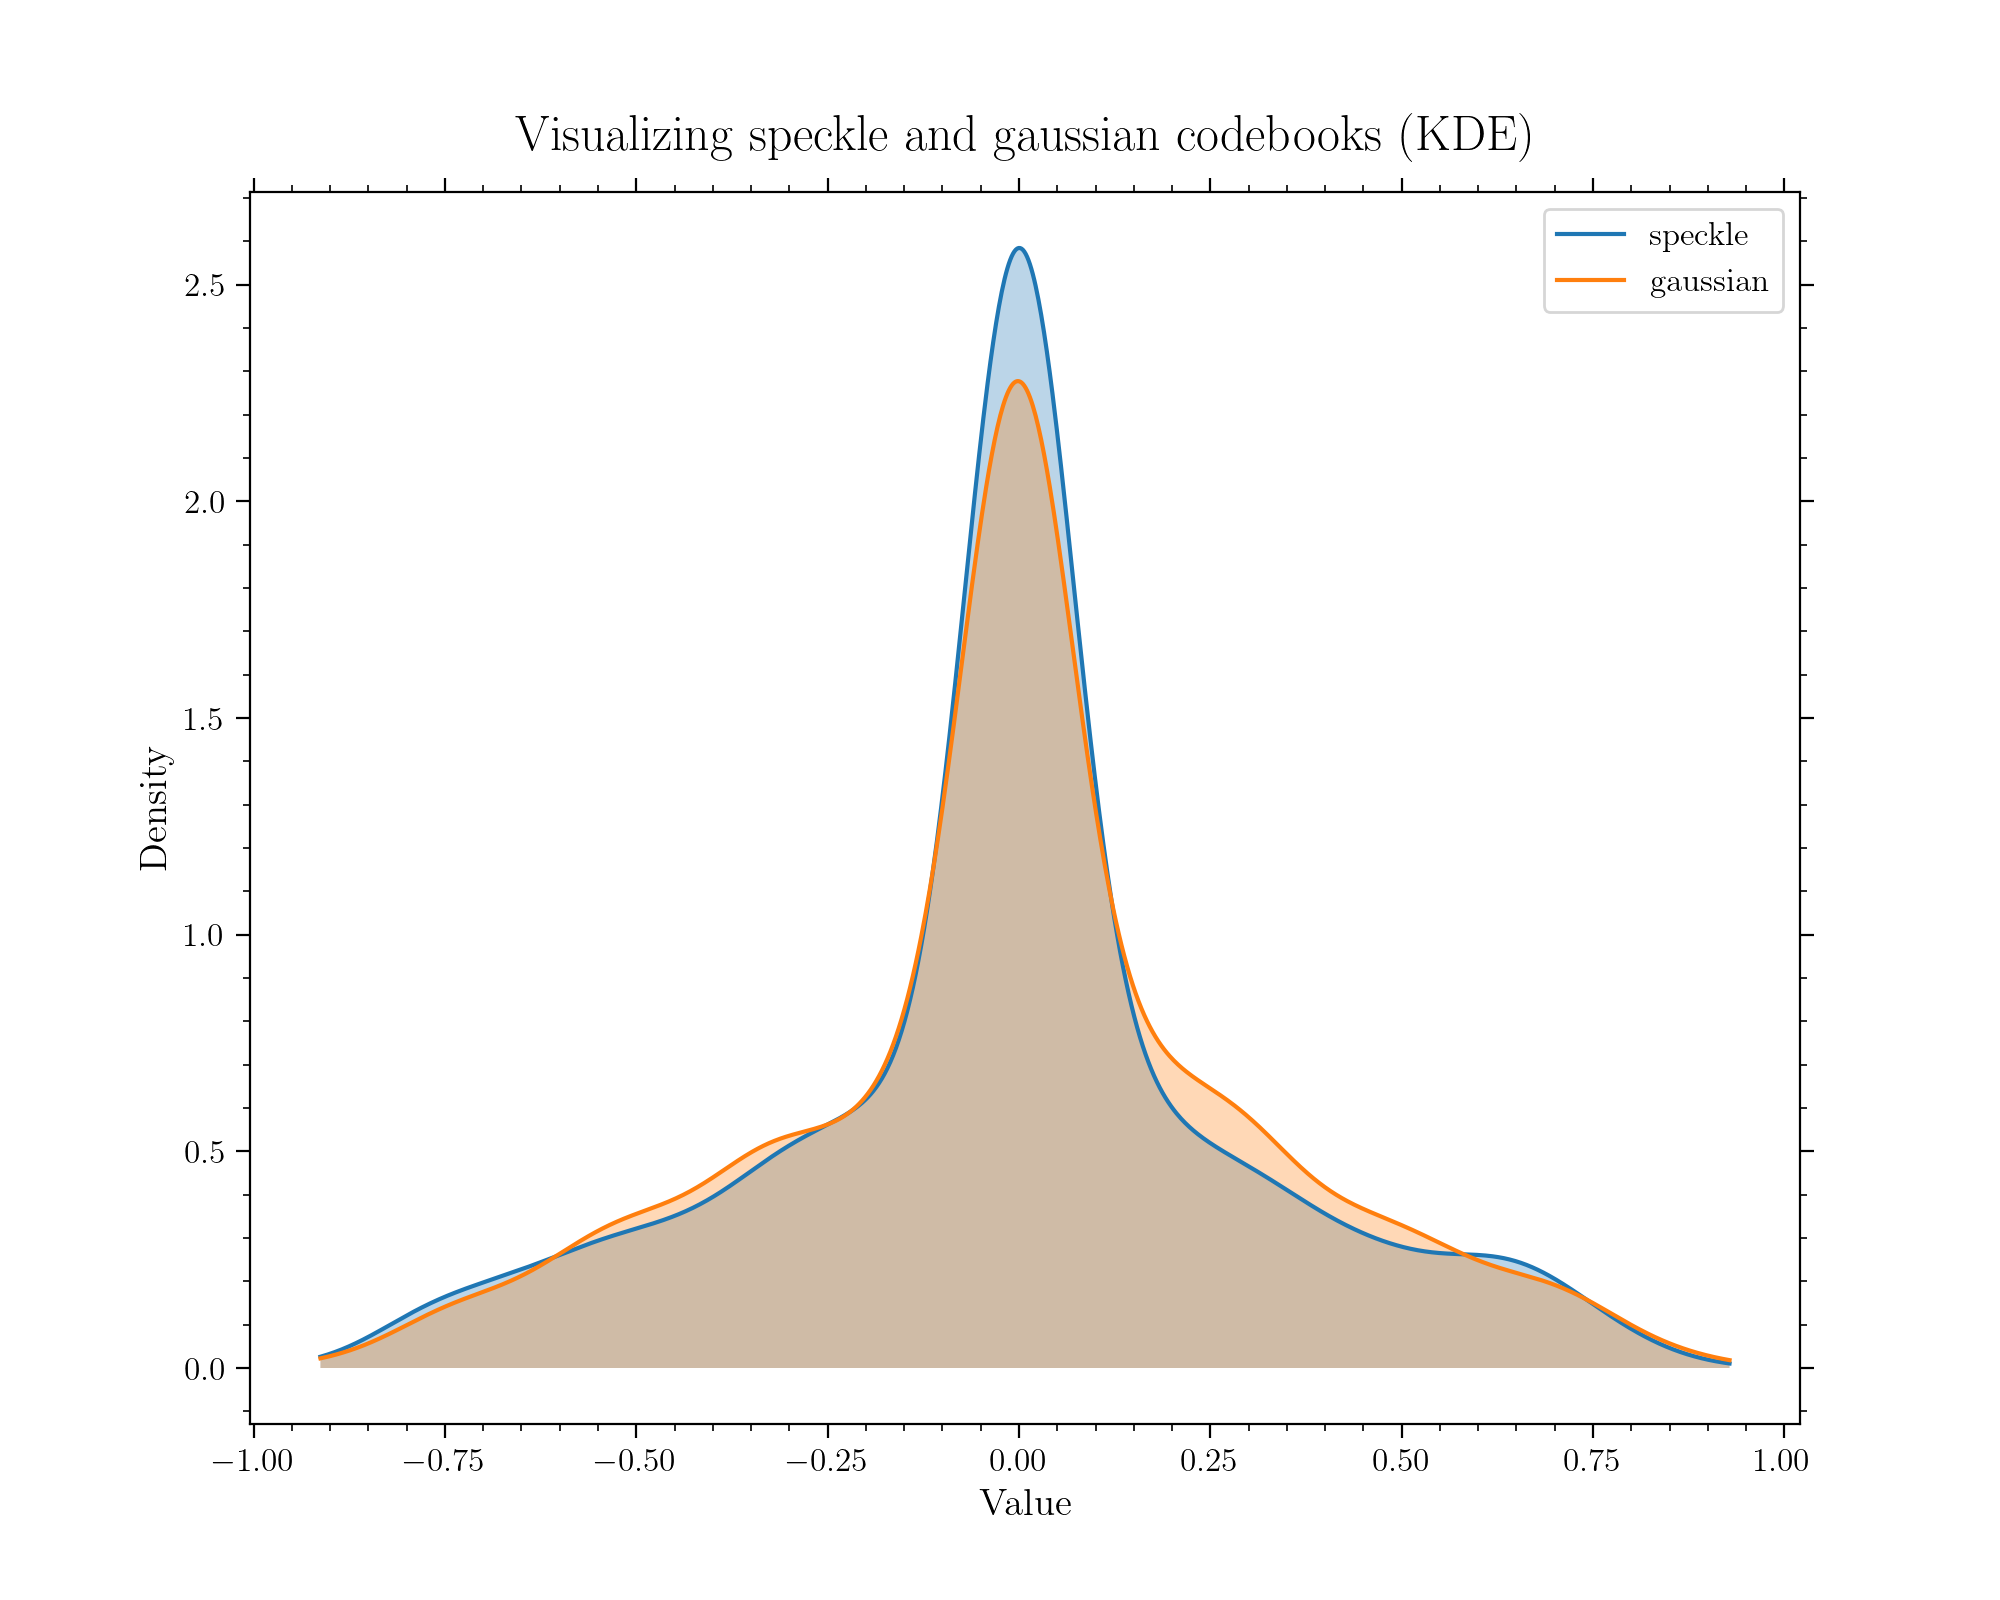 Visualizing speckle and gaussian codebooks (KDE)
speckle
gaussian
2.5
2.0
1.5
1.0
0.5
0.0
Density
−1.00 −0.75 −0.50 −0.25 0.00 0.25 0.50 0.75 1.00
Value